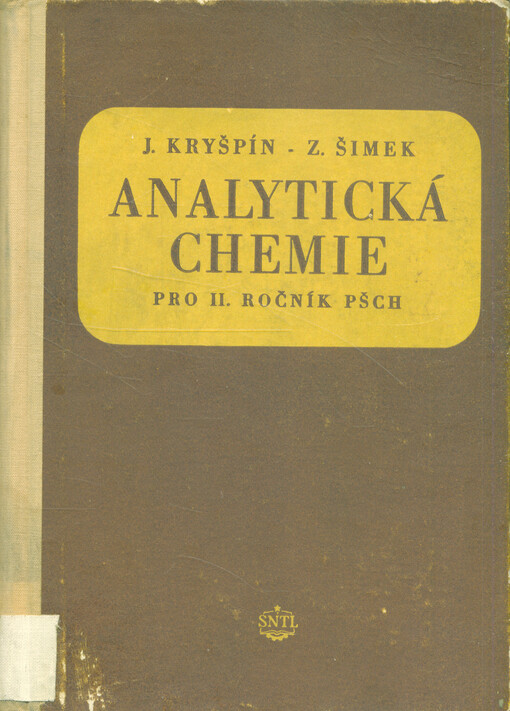 J. KRYŠPÍN - Z. ŠIMEK
ANALYTICKÁ
CHEMIE
PRO II. ROČNÍK PŠCH
SNTL